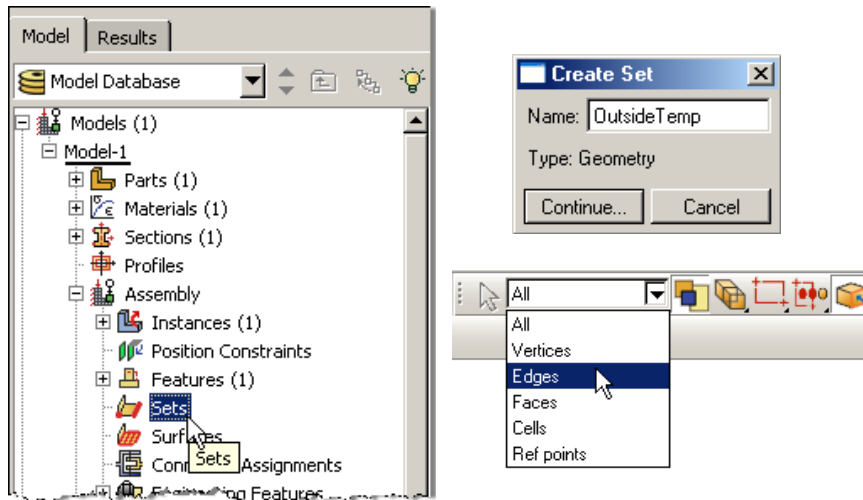 Model Results
Model Database
Models (1)
Model-1
Parts (1)
Materials (1)
Sections (1)
Profiles
Assembly
Instances (1)
Position Constraints
Features (1)
Sets
Surfaces
Sets
Assignments
Features
Create Set
Name: OutsideTemp
Type: Geometry
Continue... Cancel
All
All
Vertices
Edges
Faces
Cells
Ref points